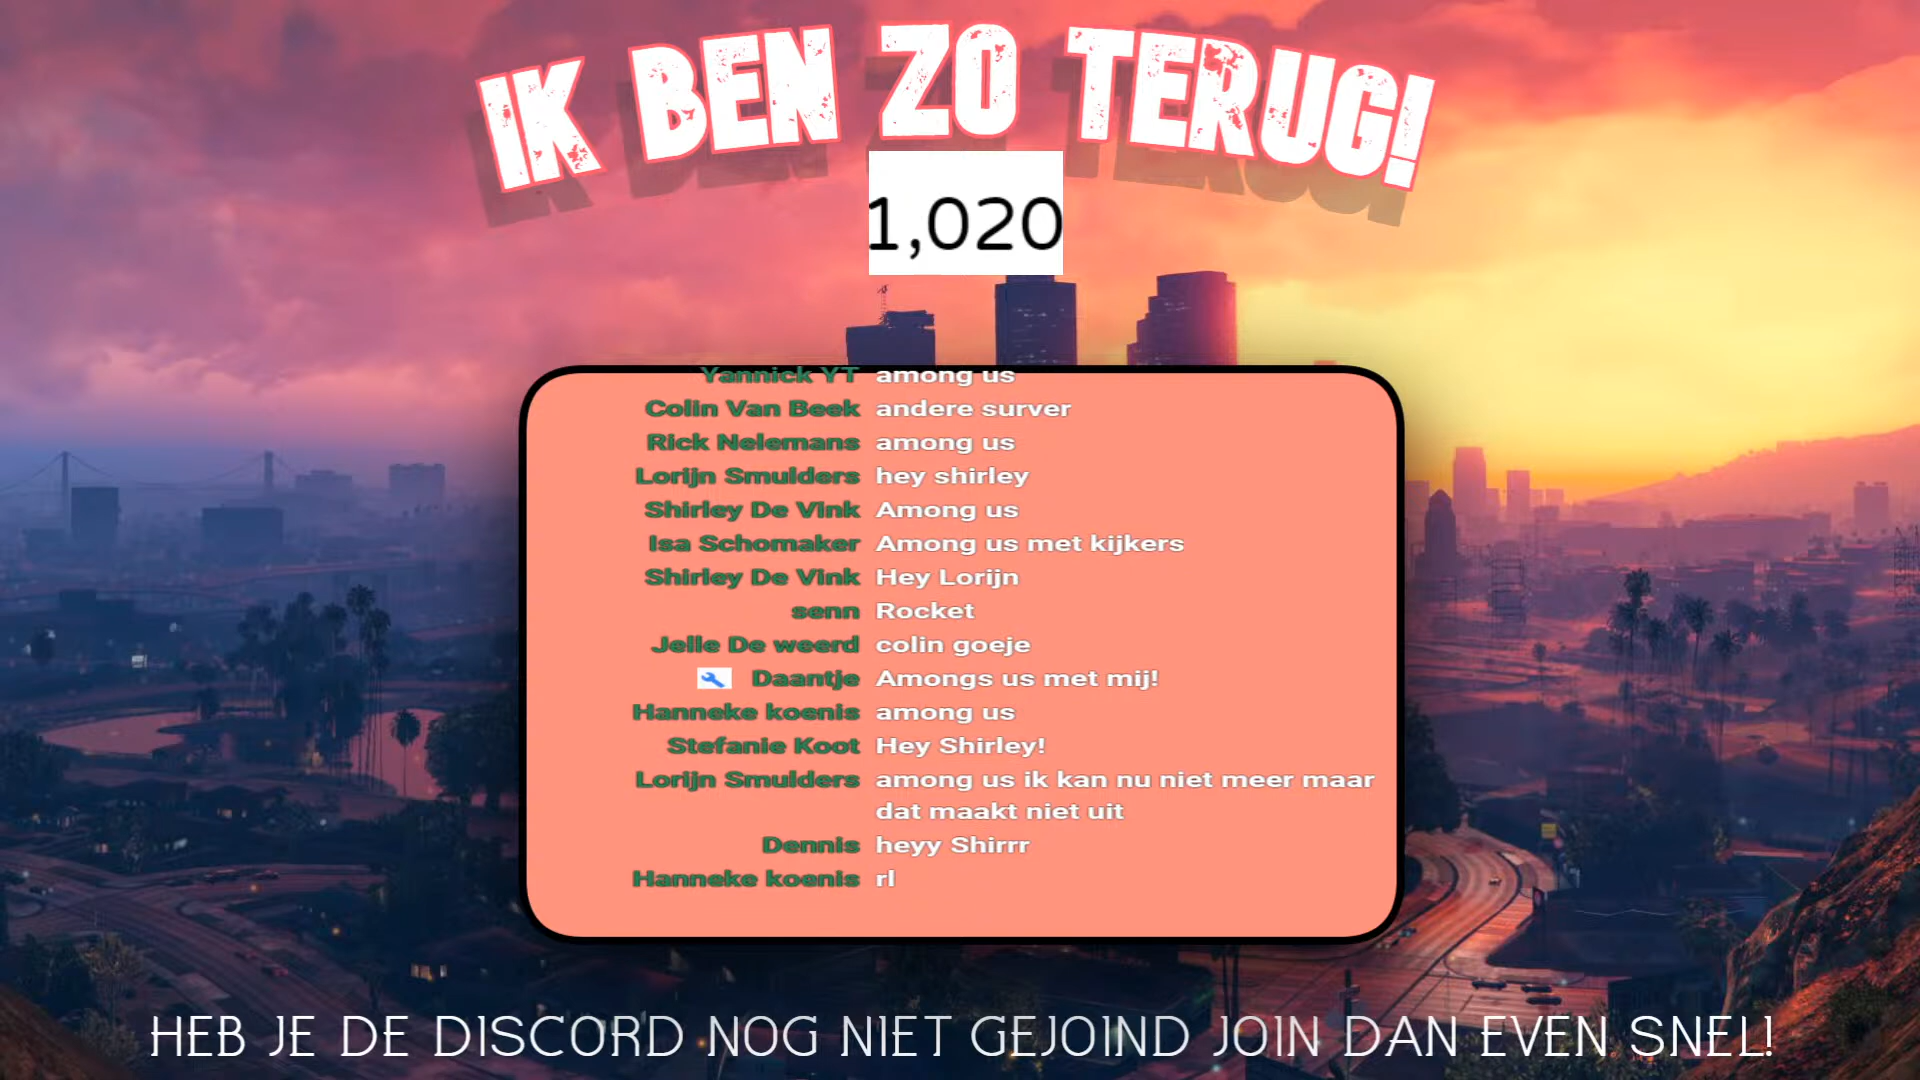 IK BEN ZO TERUG!
1,020
Yannick YT among us
Colin Van Beek andere surver
Rick Nelemans among us
Lorijn Smulders hey shirley
Shirley De Vink Among us
Isa Schomaker Among us met kijkers
Shirley De Vink Hey Lorijn
senn Rocket
Jelle De weerd colin goeje
Daantje Amongs us met mij!
Hanneke koenis among us
Stefanie Koot Hey Shirley!
Lorijn Smulders among us ik kan nu niet meer maar
dat maakt niet uit
Dennis heyy Shirrr
Hanneke koenis rl
HEB JE DE DISCORD NOG NIET GEJOIND JOIN DAN EVEN SNEL!